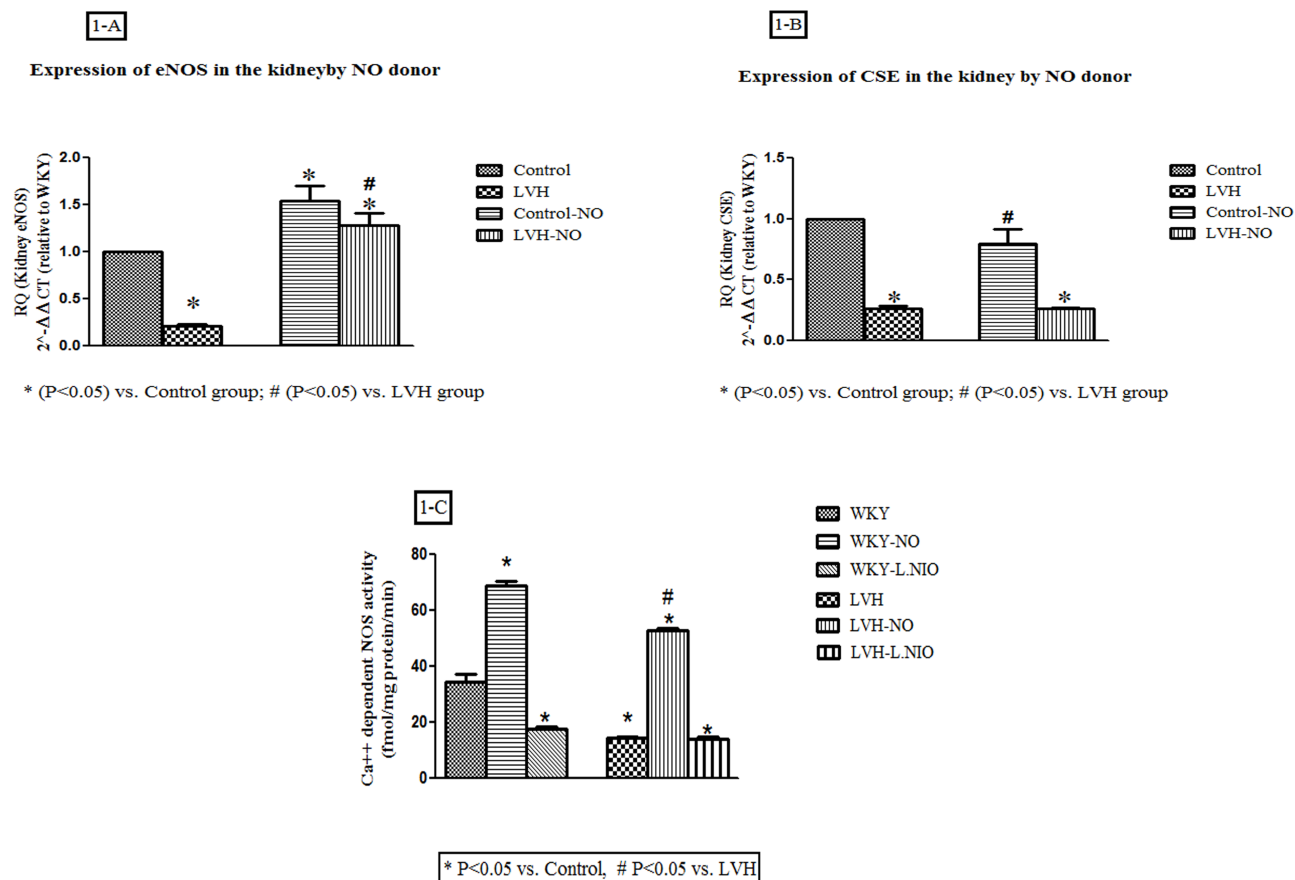 1-A
Expression of eNOS in the kidneyby NO donor
RQ (Kidney eNOS)
2^-ΔΔCT (relative to WKY)
2.0
1.5
1.0
0.5
0.0
*
*
#
*
Control
LVH
Control-NO
LVH-NO
* (P<0.05) vs. Control group; # (P<0.05) vs. LVH group
1-B
Expression of CSE in the kidney by NO donor
RQ (Kidney CSE)
2^-ΔΔCT (relative to WKY)
1.5
1.0
0.5
0.0
*
#
*
Control
LVH
Control-NO
LVH-NO
* (P<0.05) vs. Control group; # (P<0.05) vs. LVH group
1-C
Ca++ dependent NOS activity
(fmol/mg protein/min)
80
60
40
20
0
*
*
*
#
*
*
WKY
WKY-NO
WKY-L.NIO
LVH
LVH-NO
LVH-L.NIO
* P<0.05 vs. Control, # P<0.05 vs. LVH